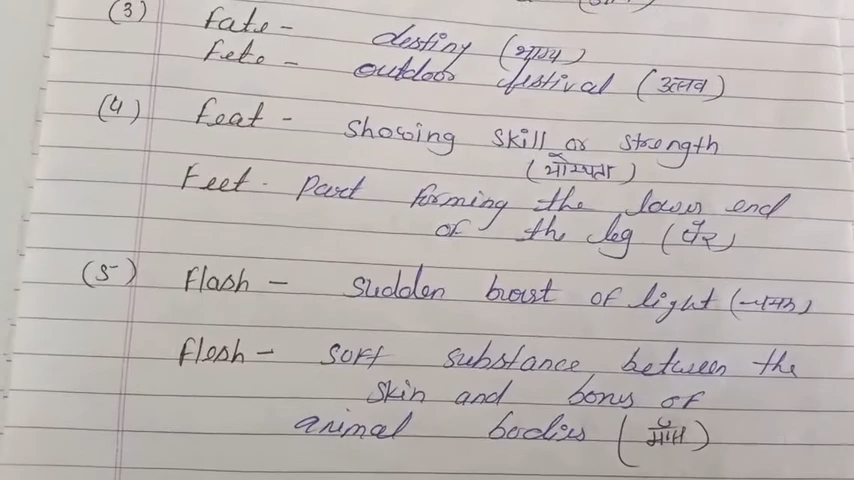 (3) Fate - destiny (भाग्य)
Fete - outdoor festival (उत्सव)
(4) Feat - showing skill or strength
(योग्यता)
Feet - Part forming the lower end
of the leg (पैर)
(5) Flash - sudden burst of light (चमक)
Flesh - soft substance between the
skin and bones of
animal bodies (माँस)